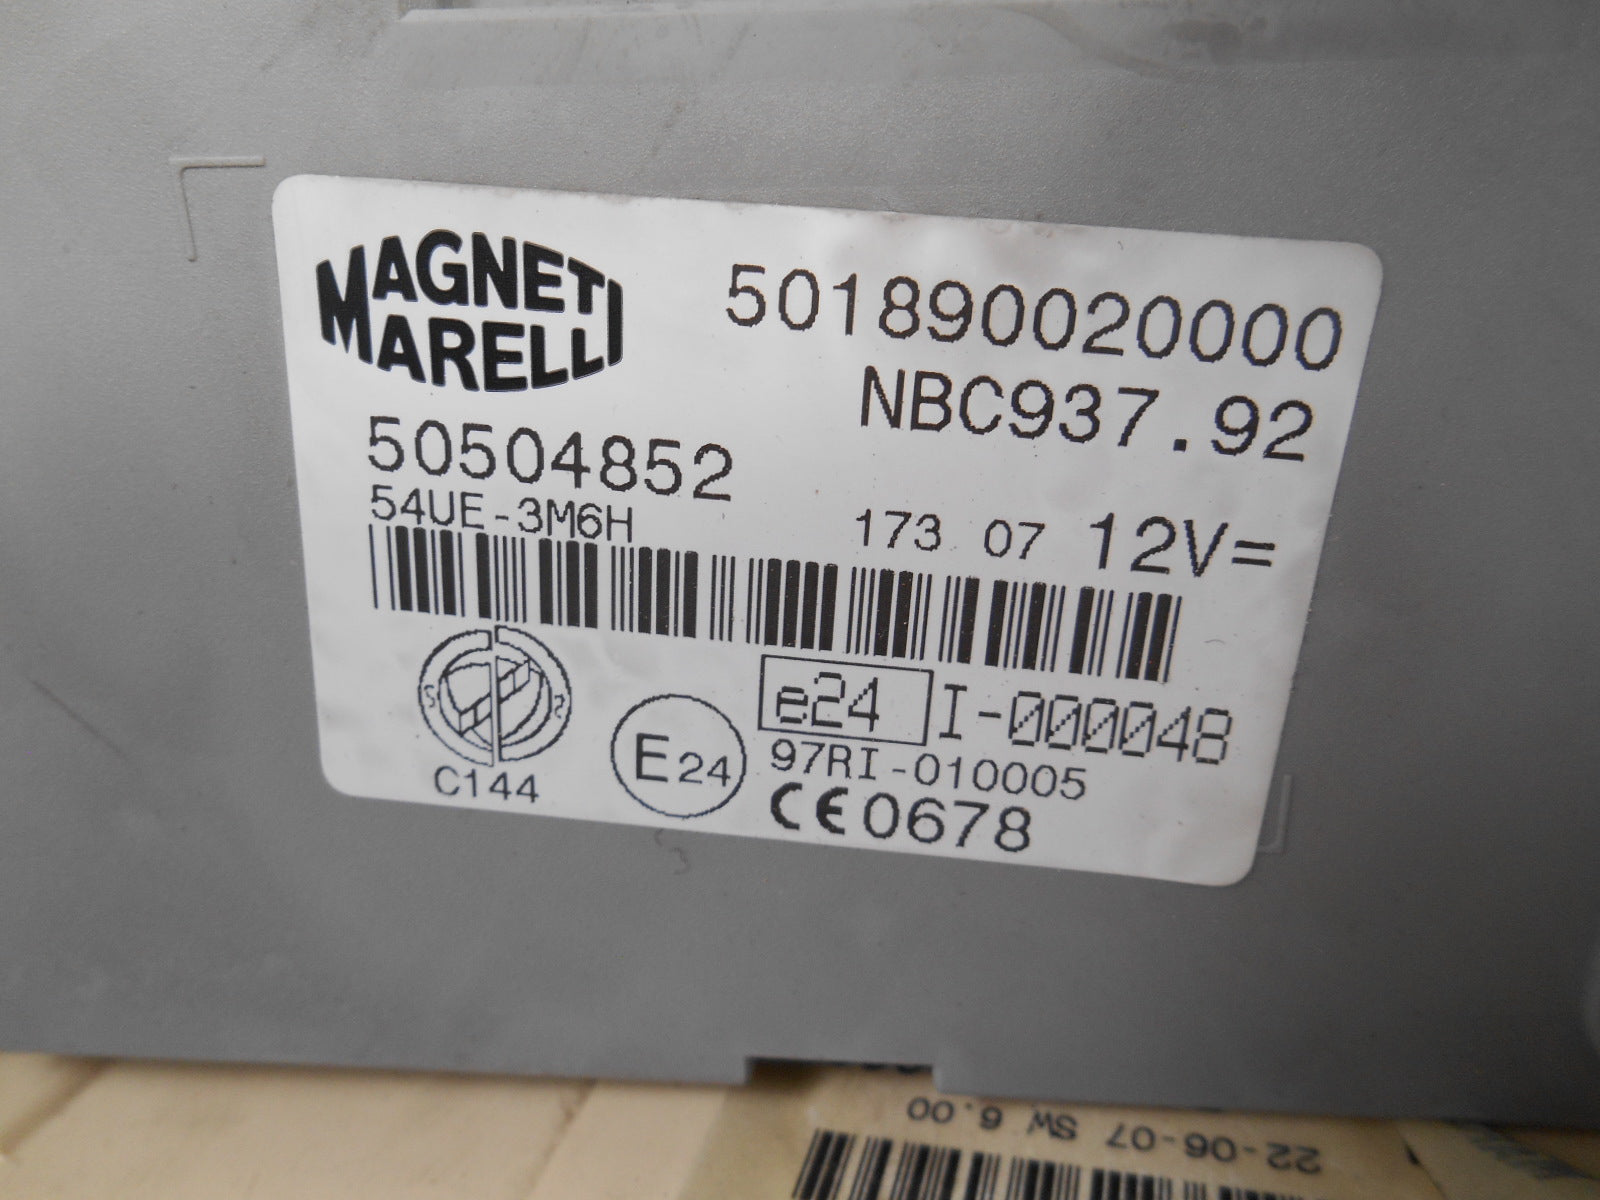 MAGNETI
MARELLI
501890020000
NBC937.92
50504852
54UE-3M6H
173 07 12V=
e24 I-000048
E24
97RI-010005
C144
CE0678
22-06-07 SW 6.00